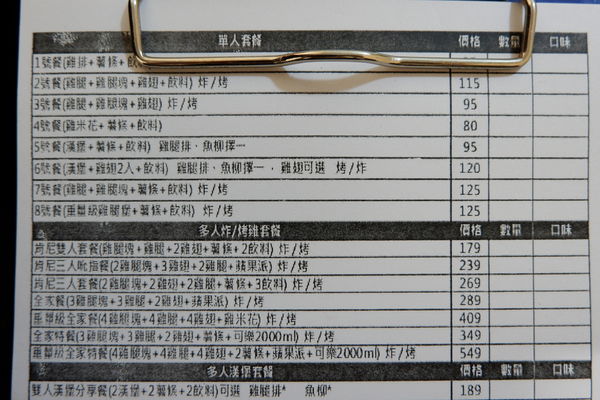 單人套餐 價格 數量 口味
1號餐(雞排+薯條+飲
2號餐(雞腿+雞腿塊+雞翅+飲料) 炸/烤 115
3號餐(雞腿+雞腿塊+雞翅) 炸/烤 95
4號餐(雞米花+薯條+飲料) 80
5號餐(漢堡+薯條+飲料) 雞腿排、魚柳擇一 95
6號餐(漢堡+雞翅2入+飲料) 雞腿排、魚柳擇一,雞翅可選 烤/炸 120
7號餐(雞腿+雞腿塊+薯條+飲料) 炸/烤 125
8號餐(重量級雞腿堡+薯條+飲料) 炸/烤 125
多人炸/烤雞套餐 價格 數量 口味
肯尼雙人套餐(雞腿塊+雞腿+2雞翅+薯條+2飲料) 炸/烤 179
肯尼三人吮指餐(2雞腿塊+3雞翅+2雞腿+蘋果派) 炸/烤 239
肯尼三人套餐(2雞腿塊+2雞翅+2雞腿+薯條+3飲料) 炸/烤 269
全家餐(3雞腿塊+3雞腿+2雞翅+蘋果派) 炸/烤 289
重量級全家餐(4雞腿塊+4雞腿+4雞翅+雞米花) 炸/烤 409
全家特餐(3雞腿塊+3雞腿+2雞翅+薯條+可樂2000ml) 炸/烤 349
重量級全家特餐(4雞腿塊+4雞腿+4雞翅+2薯條+蘋果派+可樂2000ml) 炸/烤 549
多人漢堡套餐 價格 數量 口味
雙人漢堡分享餐(2漢堡+2薯條+2飲料)可選 雞腿排* 魚柳* 189